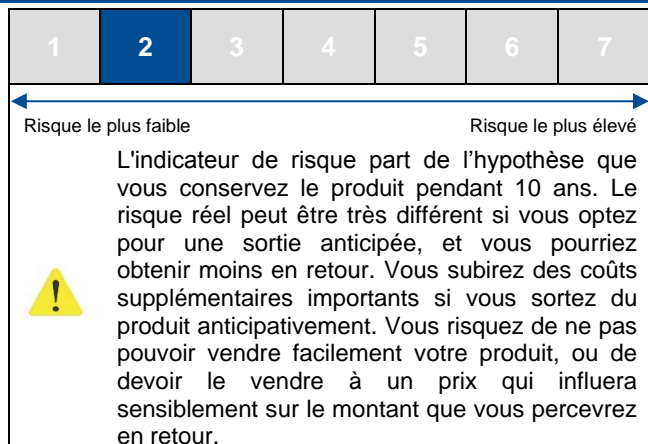 1 2 3 4 5 6 7
Risque le plus faible Risque le plus élevé
L'indicateur de risque part de l’hypothèse que
vous conservez le produit pendant 10 ans. Le
risque réel peut être très différent si vous optez
pour une sortie anticipée, et vous pourriez
obtenir moins en retour. Vous subirez des coûts
supplémentaires importants si vous sortez du
produit anticipativement. Vous risquez de ne pas
pouvoir vendre facilement votre produit, ou de
devoir le vendre à un prix qui influera
sensiblement sur le montant que vous percevrez
en retour.